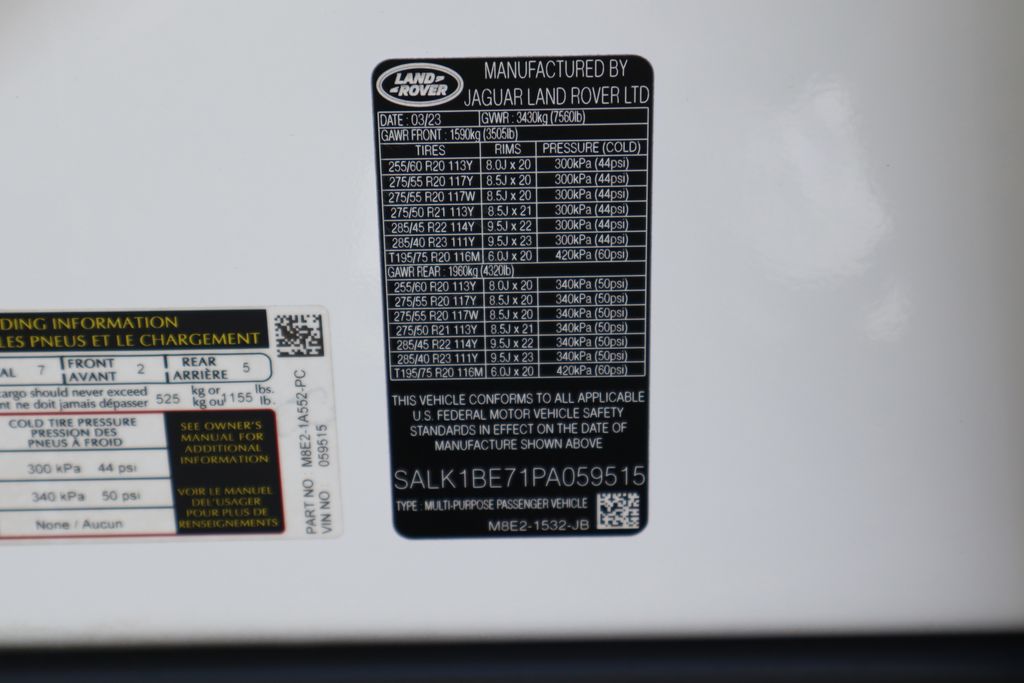 LAND-
-ROVER
MANUFACTURED BY
JAGUAR LAND ROVER LTD
DATE : 03/23 GVWR : 3430kg (7560lb)
GAWR FRONT : 1590kg (3505lb)
TIRES RIMS PRESSURE (COLD)
255/60 R20 113Y 8.0J x 20 300kPa (44psi)
275/55 R20 117Y 8.5J x 20 300kPa (44psi)
275/55 R20 117W 8.5J x 20 300kPa (44psi)
275/50 R21 113Y 8.5J x 21 300kPa (44psi)
285/45 R22 114Y 9.5J x 22 300kPa (44psi)
285/40 R23 111Y 9.5J x 23 300kPa (44psi)
T195/75 R20 116M 6.0J x 20 420kPa (60psi)
GAWR REAR : 1960kg (4320lb)
255/60 R20 113Y 8.0J x 20 340kPa (50psi)
275/55 R20 117Y 8.5J x 20 340kPa (50psi)
275/55 R20 117W 8.5J x 20 340kPa (50psi)
275/50 R21 113Y 8.5J x 21 340kPa (50psi)
285/45 R22 114Y 9.5J x 22 340kPa (50psi)
285/40 R23 111Y 9.5J x 23 340kPa (50psi)
T195/75 R20 116M 6.0J x 20 420kPa (60psi)
THIS VEHICLE CONFORMS TO ALL APPLICABLE
U.S. FEDERAL MOTOR VEHICLE SAFETY
STANDARDS IN EFFECT ON THE DATE OF
MANUFACTURE SHOWN ABOVE
SALK1BE71PA059515
TYPE : MULTI-PURPOSE PASSENGER VEHICLE
M8E2-1532-JB
DING INFORMATION
LES PNEUS ET LE CHARGEMENT
AL 7 FRONT AVANT 2 REAR ARRIÈRE 5
argo should never exceed 525 kg or 1155 lbs.
nt ne doit jamais dépasser kg ou lb.
COLD TIRE PRESSURE
PRESSION DES
PNEUS À FROID
300 kPa 44 psi
340 kPa 50 psi
None / Aucun
SEE OWNER'S
MANUAL FOR
ADDITIONAL
INFORMATION
VOIR LE MANUEL
DE L'USAGER
POUR PLUS DE
RENSEIGNEMENTS
PART NO M8E2-1A552-PC
VIN NO 059515